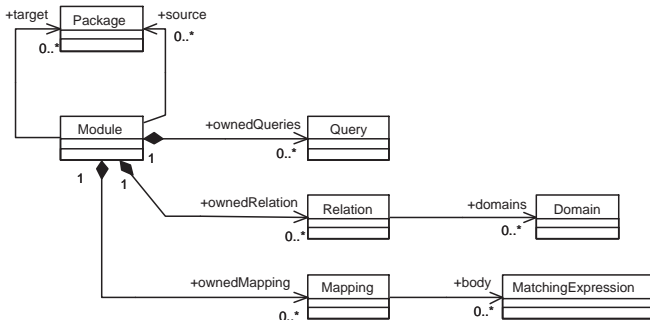 +target
Package
+source
0..*
0..*
Module
+ownedQueries
Query
1
0..*
1
1
+ownedRelation
Relation
+domains
Domain
0..*
0..*
+ownedMapping
Mapping
+body
MatchingExpression
0..*
0..*